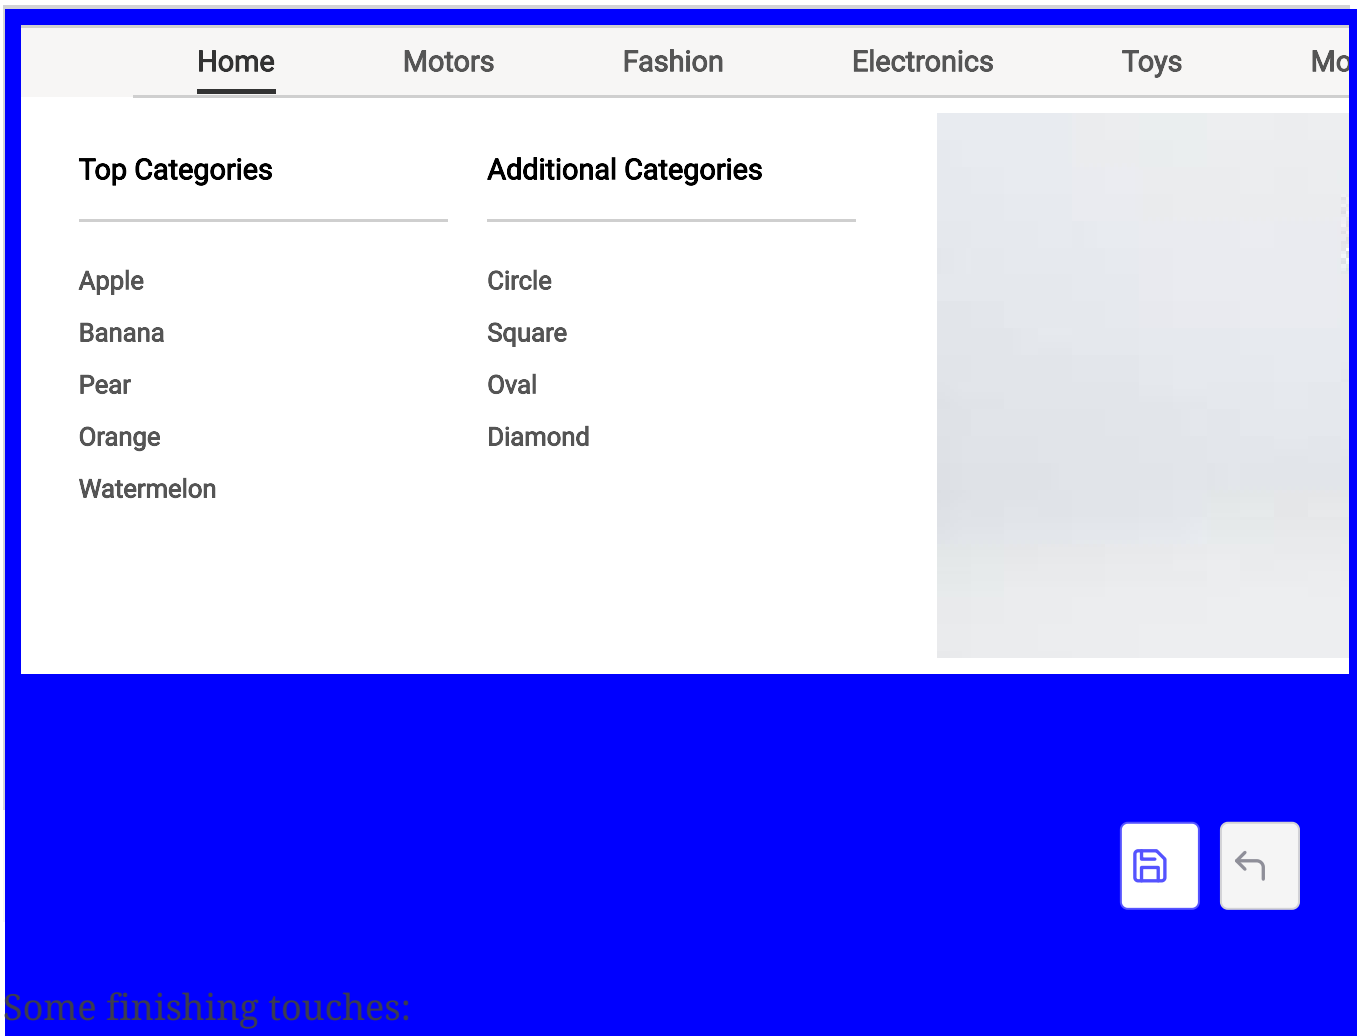 Home Motors Fashion Electronics Toys Mo
Top Categories Additional Categories
Apple Circle
Banana Square
Pear Oval
Orange Diamond
Watermelon
Some finishing touches: